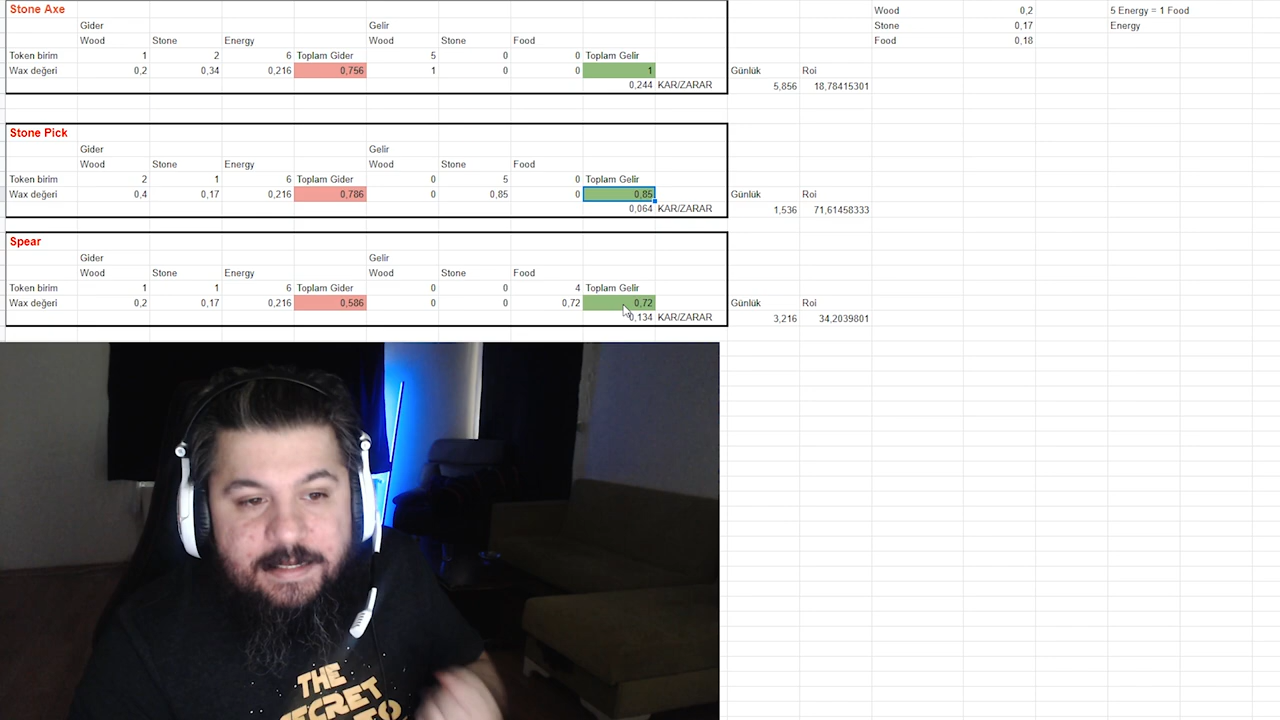 Stone Axe
Wood 0,2 5 Energy = 1 Food
Gider Gelir Stone 0,17 Energy
Wood Stone Energy Wood Stone Food Food 0,18
Token birim 1 2 6 Toplam Gider 5 0 0 Toplam Gelir
Wax değeri 0,2 0,34 0,216 0,756 1 0 0 1 Günlük Roi
0,244 KAR/ZARAR 5,856 18,78415301
Stone Pick
Gider Gelir
Wood Stone Energy Wood Stone Food
Token birim 2 1 6 Toplam Gider 0 5 0 Toplam Gelir
Wax değeri 0,4 0,17 0,216 0,786 0 0,85 0 0,85 Günlük Roi
0,064 KAR/ZARAR 1,536 71,61458333
Spear
Gider Gelir
Wood Stone Energy Wood Stone Food
Token birim 1 1 6 Toplam Gider 0 0 4 Toplam Gelir
Wax değeri 0,2 0,17 0,216 0,586 0 0 0,72 0,72 Günlük Roi
0,134 KAR/ZARAR 3,216 34,2039801
THE